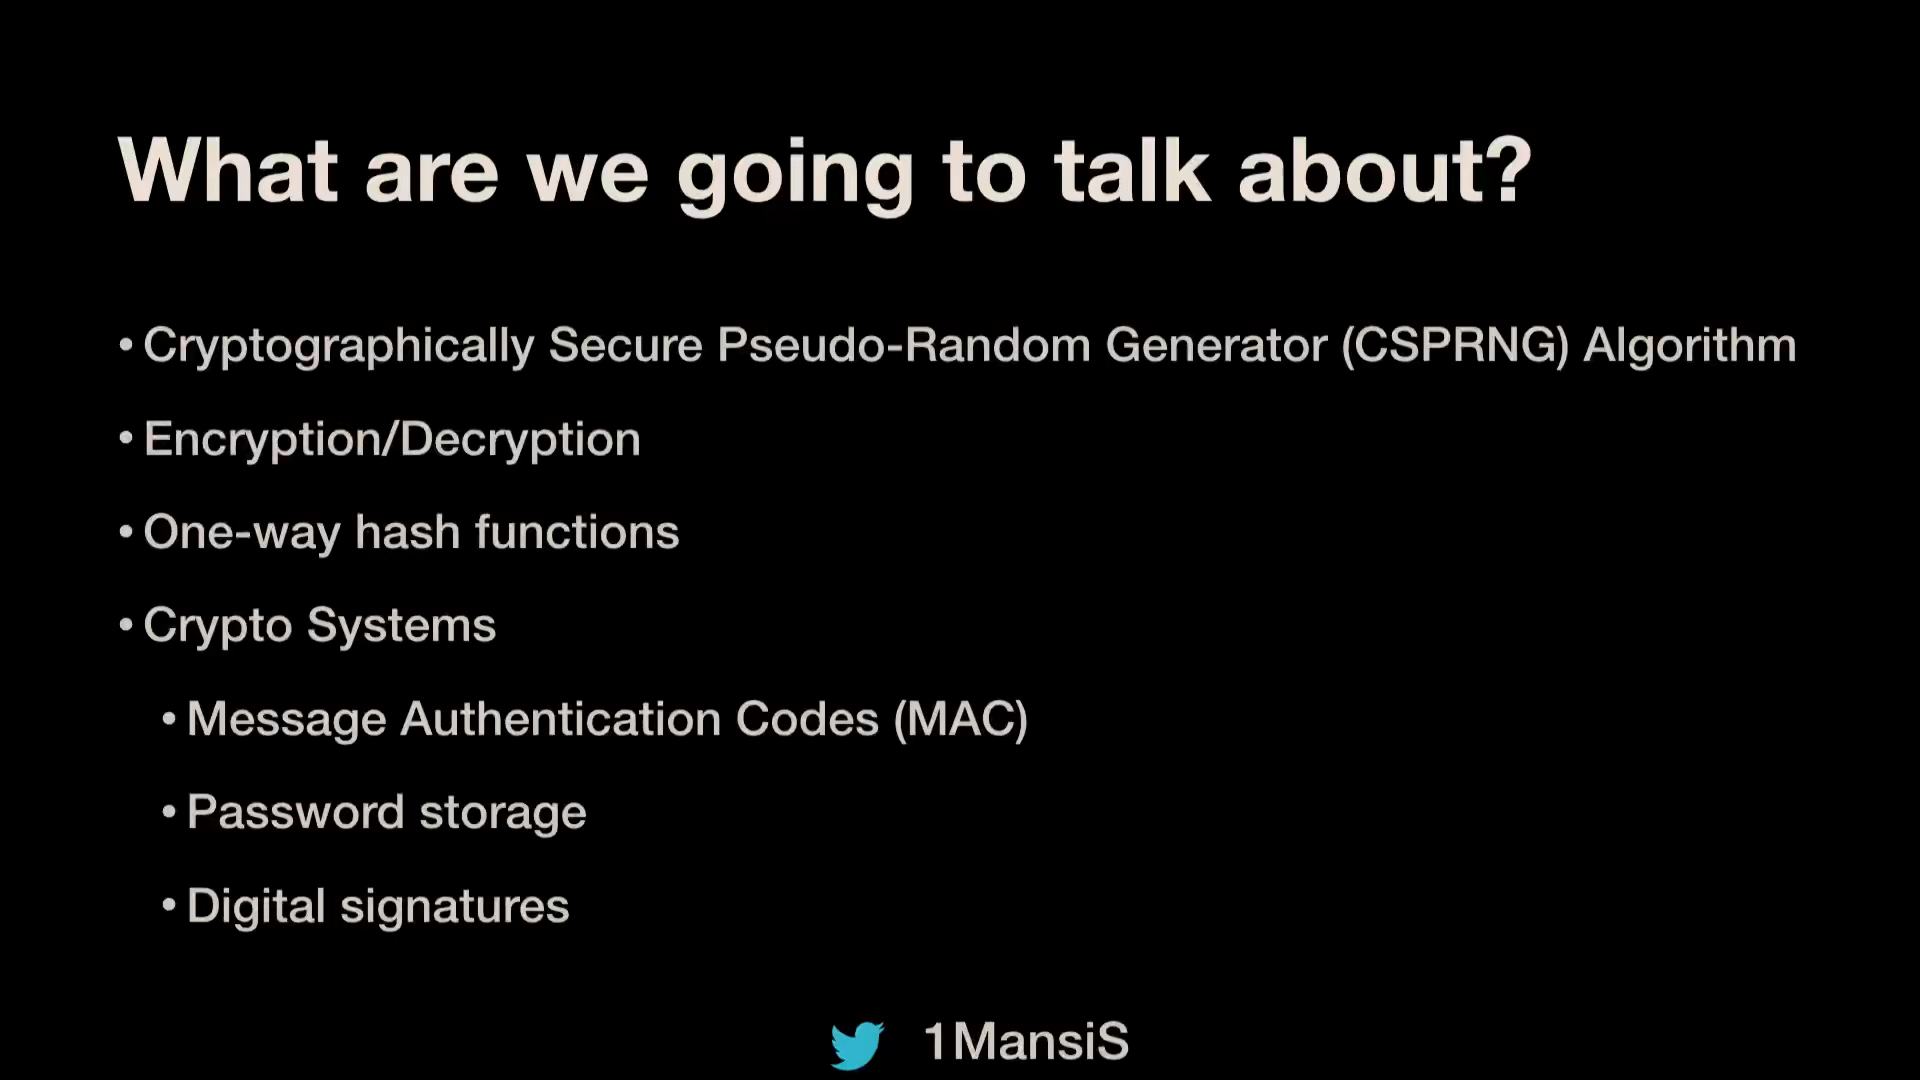 What are we going to talk about?
• Cryptographically Secure Pseudo-Random Generator (CSPRNG) Algorithm
• Encryption/Decryption
• One-way hash functions
• Crypto Systems
• Message Authentication Codes (MAC)
• Password storage
• Digital signatures
1MansiS